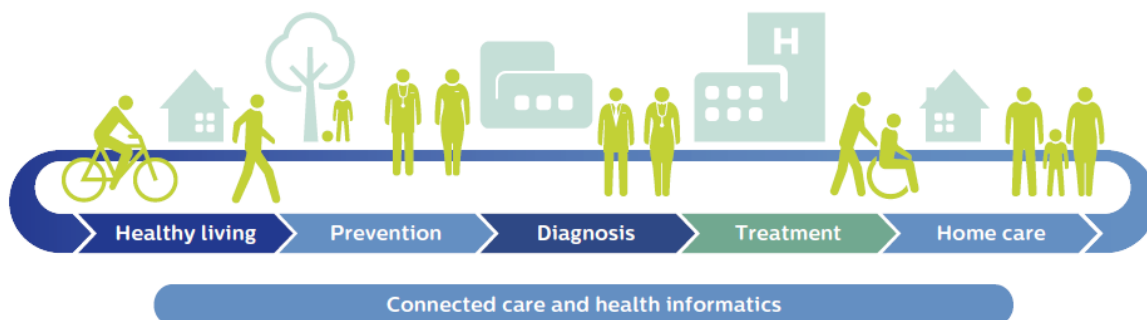 H
Healthy living
Prevention
Diagnosis
Treatment
Home care
Connected care and health informatics